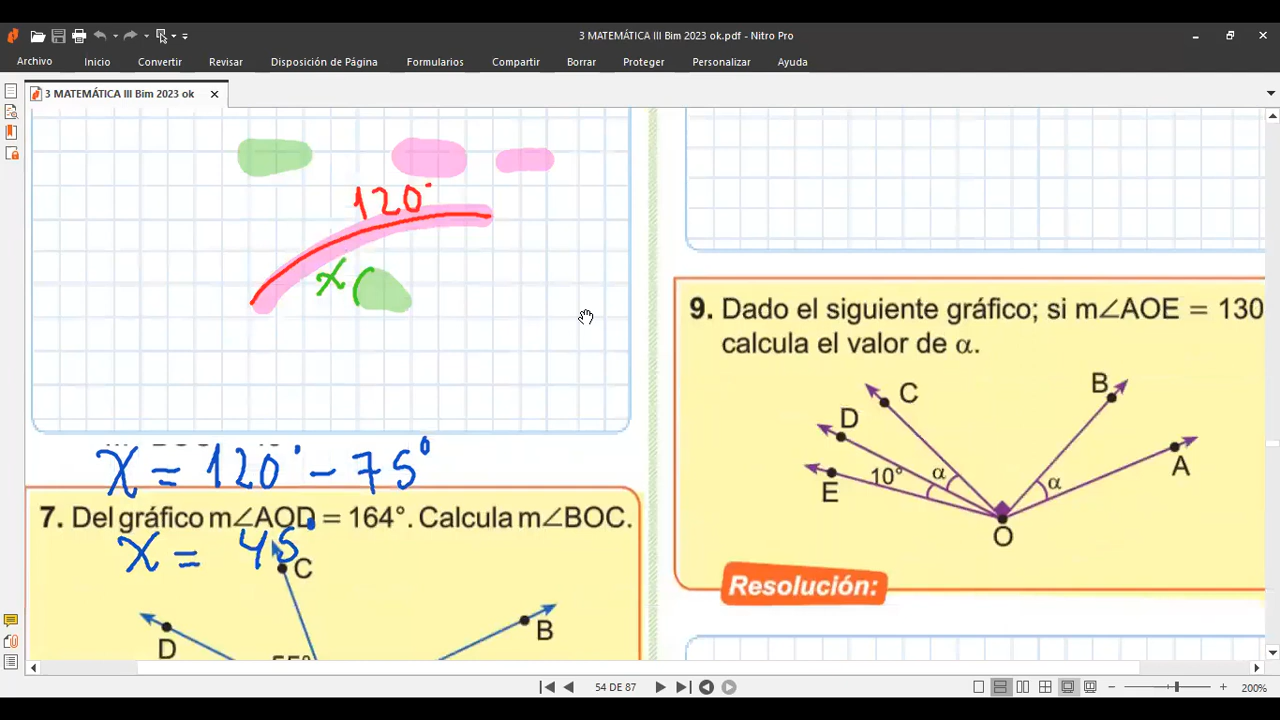 3 MATEMÁTICA III Bim 2023 ok.pdf - Nitro Pro
Archivo
Inicio
Convertir
Revisar
Disposición de Página
Formularios
Compartir
Borrar
Proteger
Personalizar
Ayuda
3 MATEMÁTICA III Bim 2023 ok
120°
x
x = 120° - 75°
7. Del gráfico m∠AOD = 164°. Calcula m∠BOC.
x = 45°
C
B
D
9. Dado el siguiente gráfico; si m∠AOE = 130
calcula el valor de α.
C
B
D
A
10°
α
α
E
O
Resolución:
54 DE 87
200%